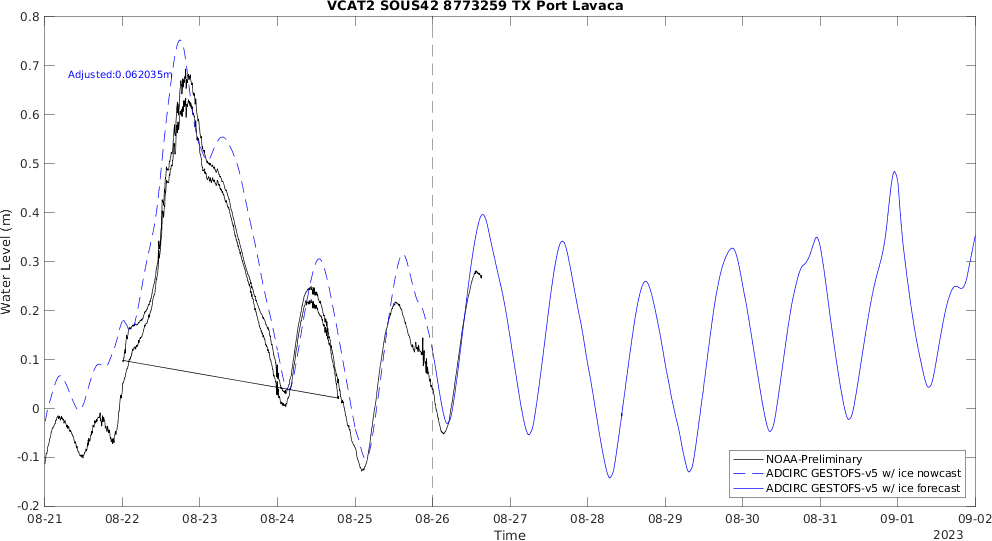 VCAT2 SOUS42 8773259 TX Port Lavaca
0.8
0.7
0.6
0.5
0.4
0.3
0.2
0.1
0
-0.1
-0.2
Water Level (m)
Adjusted:0.062035m
NOAA-Preliminary
ADCIRC GESTOFS-v5 w/ ice nowcast
ADCIRC GESTOFS-v5 w/ ice forecast
08-21 08-22 08-23 08-24 08-25 08-26 08-27 08-28 08-29 08-30 08-31 09-01 09-02
Time
2023